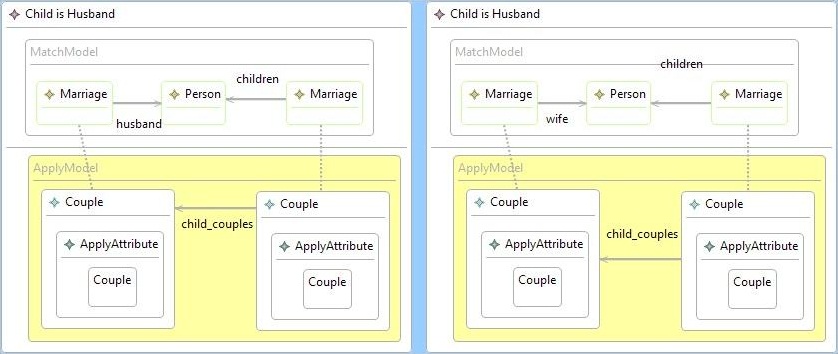 Child is Husband
MatchModel
children
Marriage
Person
Marriage
husband
ApplyModel
Couple
Couple
child_couples
ApplyAttribute
ApplyAttribute
Couple
Couple
Child is Husband
MatchModel
children
Marriage
Person
Marriage
wife
ApplyModel
Couple
Couple
child_couples
ApplyAttribute
ApplyAttribute
Couple
Couple